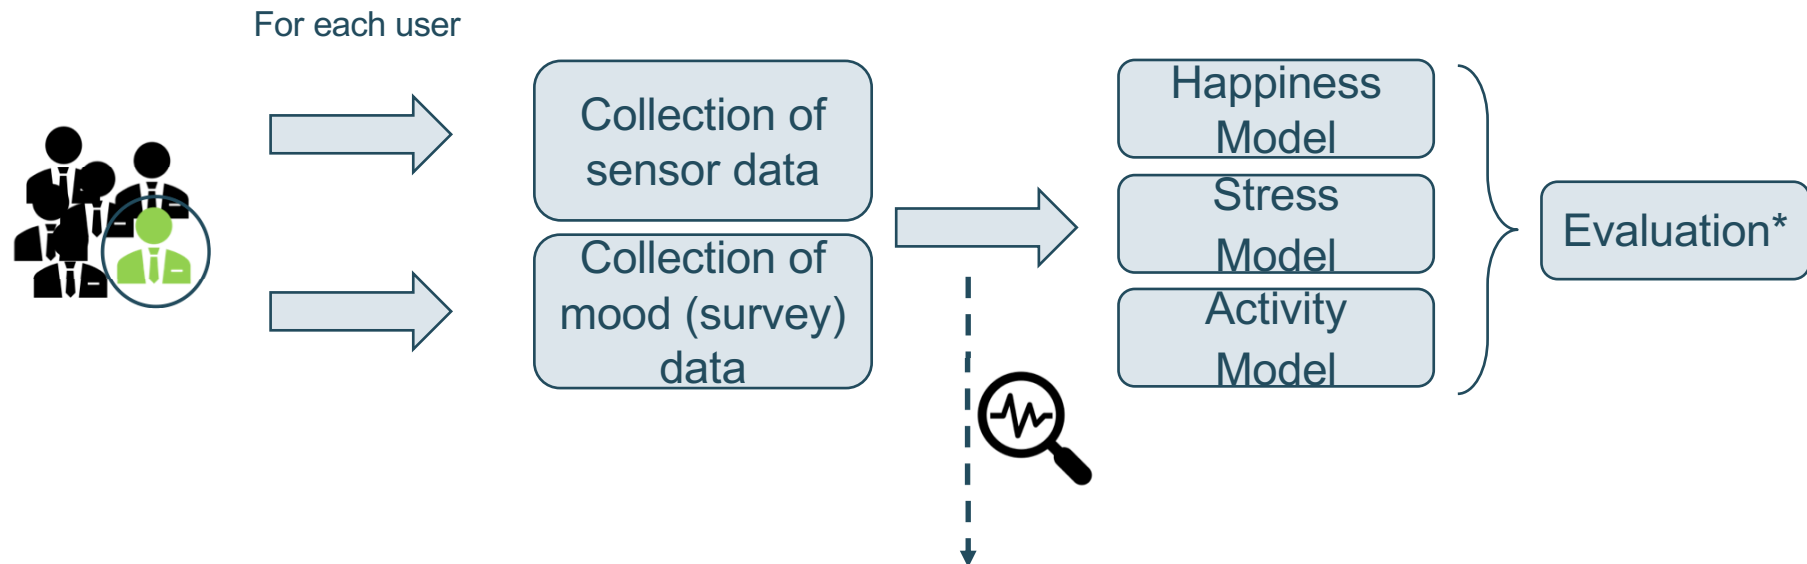 For each user
Collection of
sensor data
Collection of
mood (survey)
data
Happiness
Model
Stress
Model
Activity
Model
Evaluation*